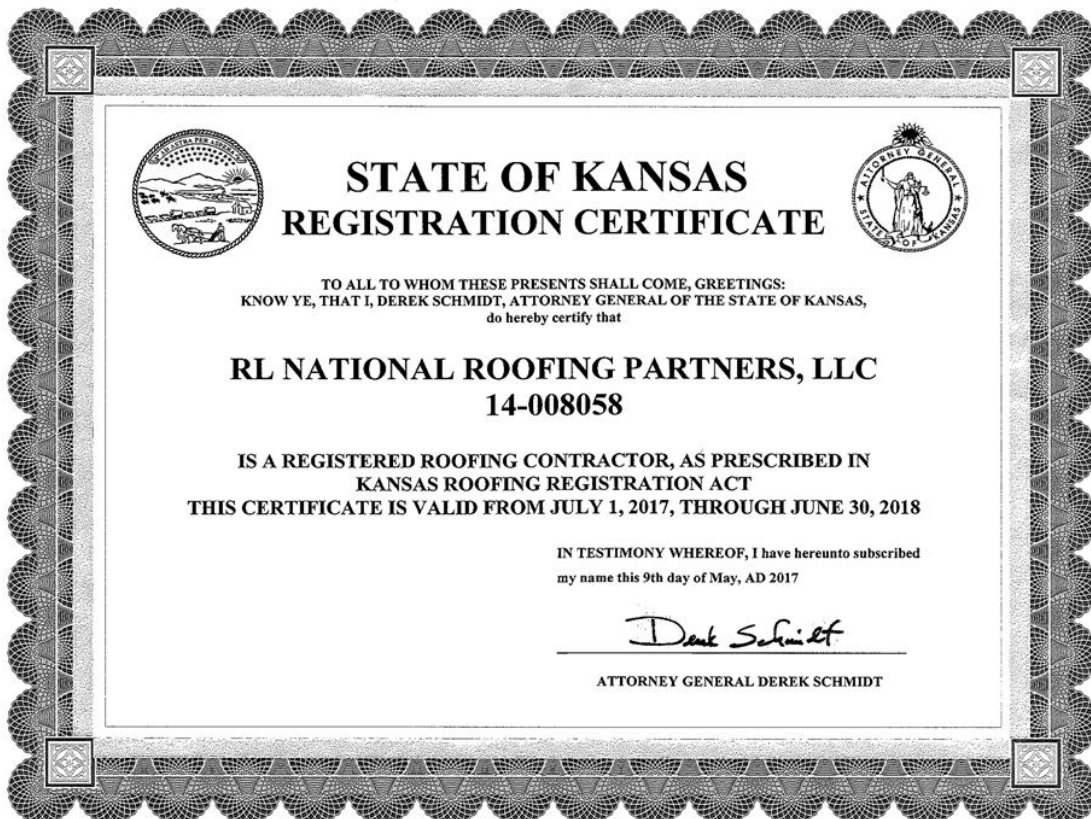 STATE OF KANSAS
REGISTRATION CERTIFICATE
ATTORNEY GENERAL
STATE OF KANSAS
TO ALL TO WHOM THESE PRESENTS SHALL COME, GREETINGS:
KNOW YE, THAT I, DEREK SCHMIDT, ATTORNEY GENERAL OF THE STATE OF KANSAS,
do hereby certify that
RL NATIONAL ROOFING PARTNERS, LLC
14-008058
IS A REGISTERED ROOFING CONTRACTOR, AS PRESCRIBED IN
KANSAS ROOFING REGISTRATION ACT
THIS CERTIFICATE IS VALID FROM JULY 1, 2017, THROUGH JUNE 30, 2018
IN TESTIMONY WHEREOF, I have hereunto subscribed
my name this 9th day of May, AD 2017
Derek Schmidt
ATTORNEY GENERAL DEREK SCHMIDT